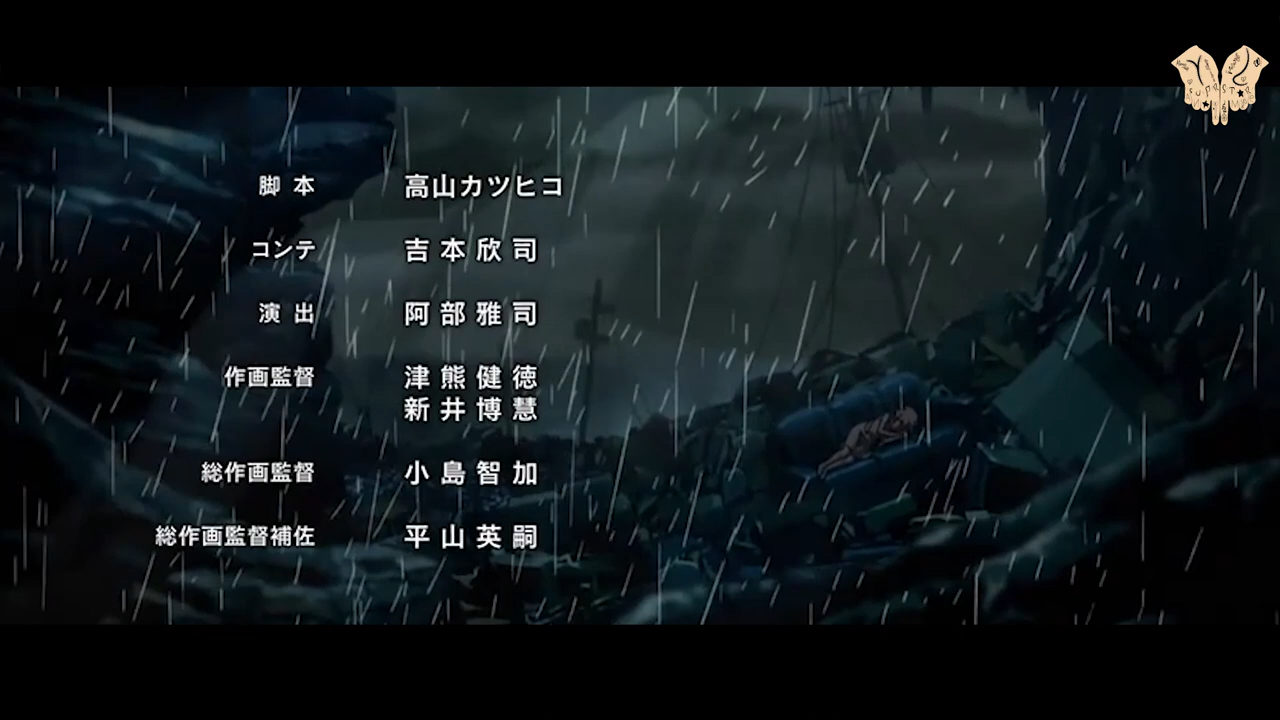 脚本 高山カツヒコ
コンテ 吉本欣司
演出 阿部雅司
作画監督 津熊健徳
新井博慧
総作画監督 小島智加
総作画監督補佐 平山英嗣